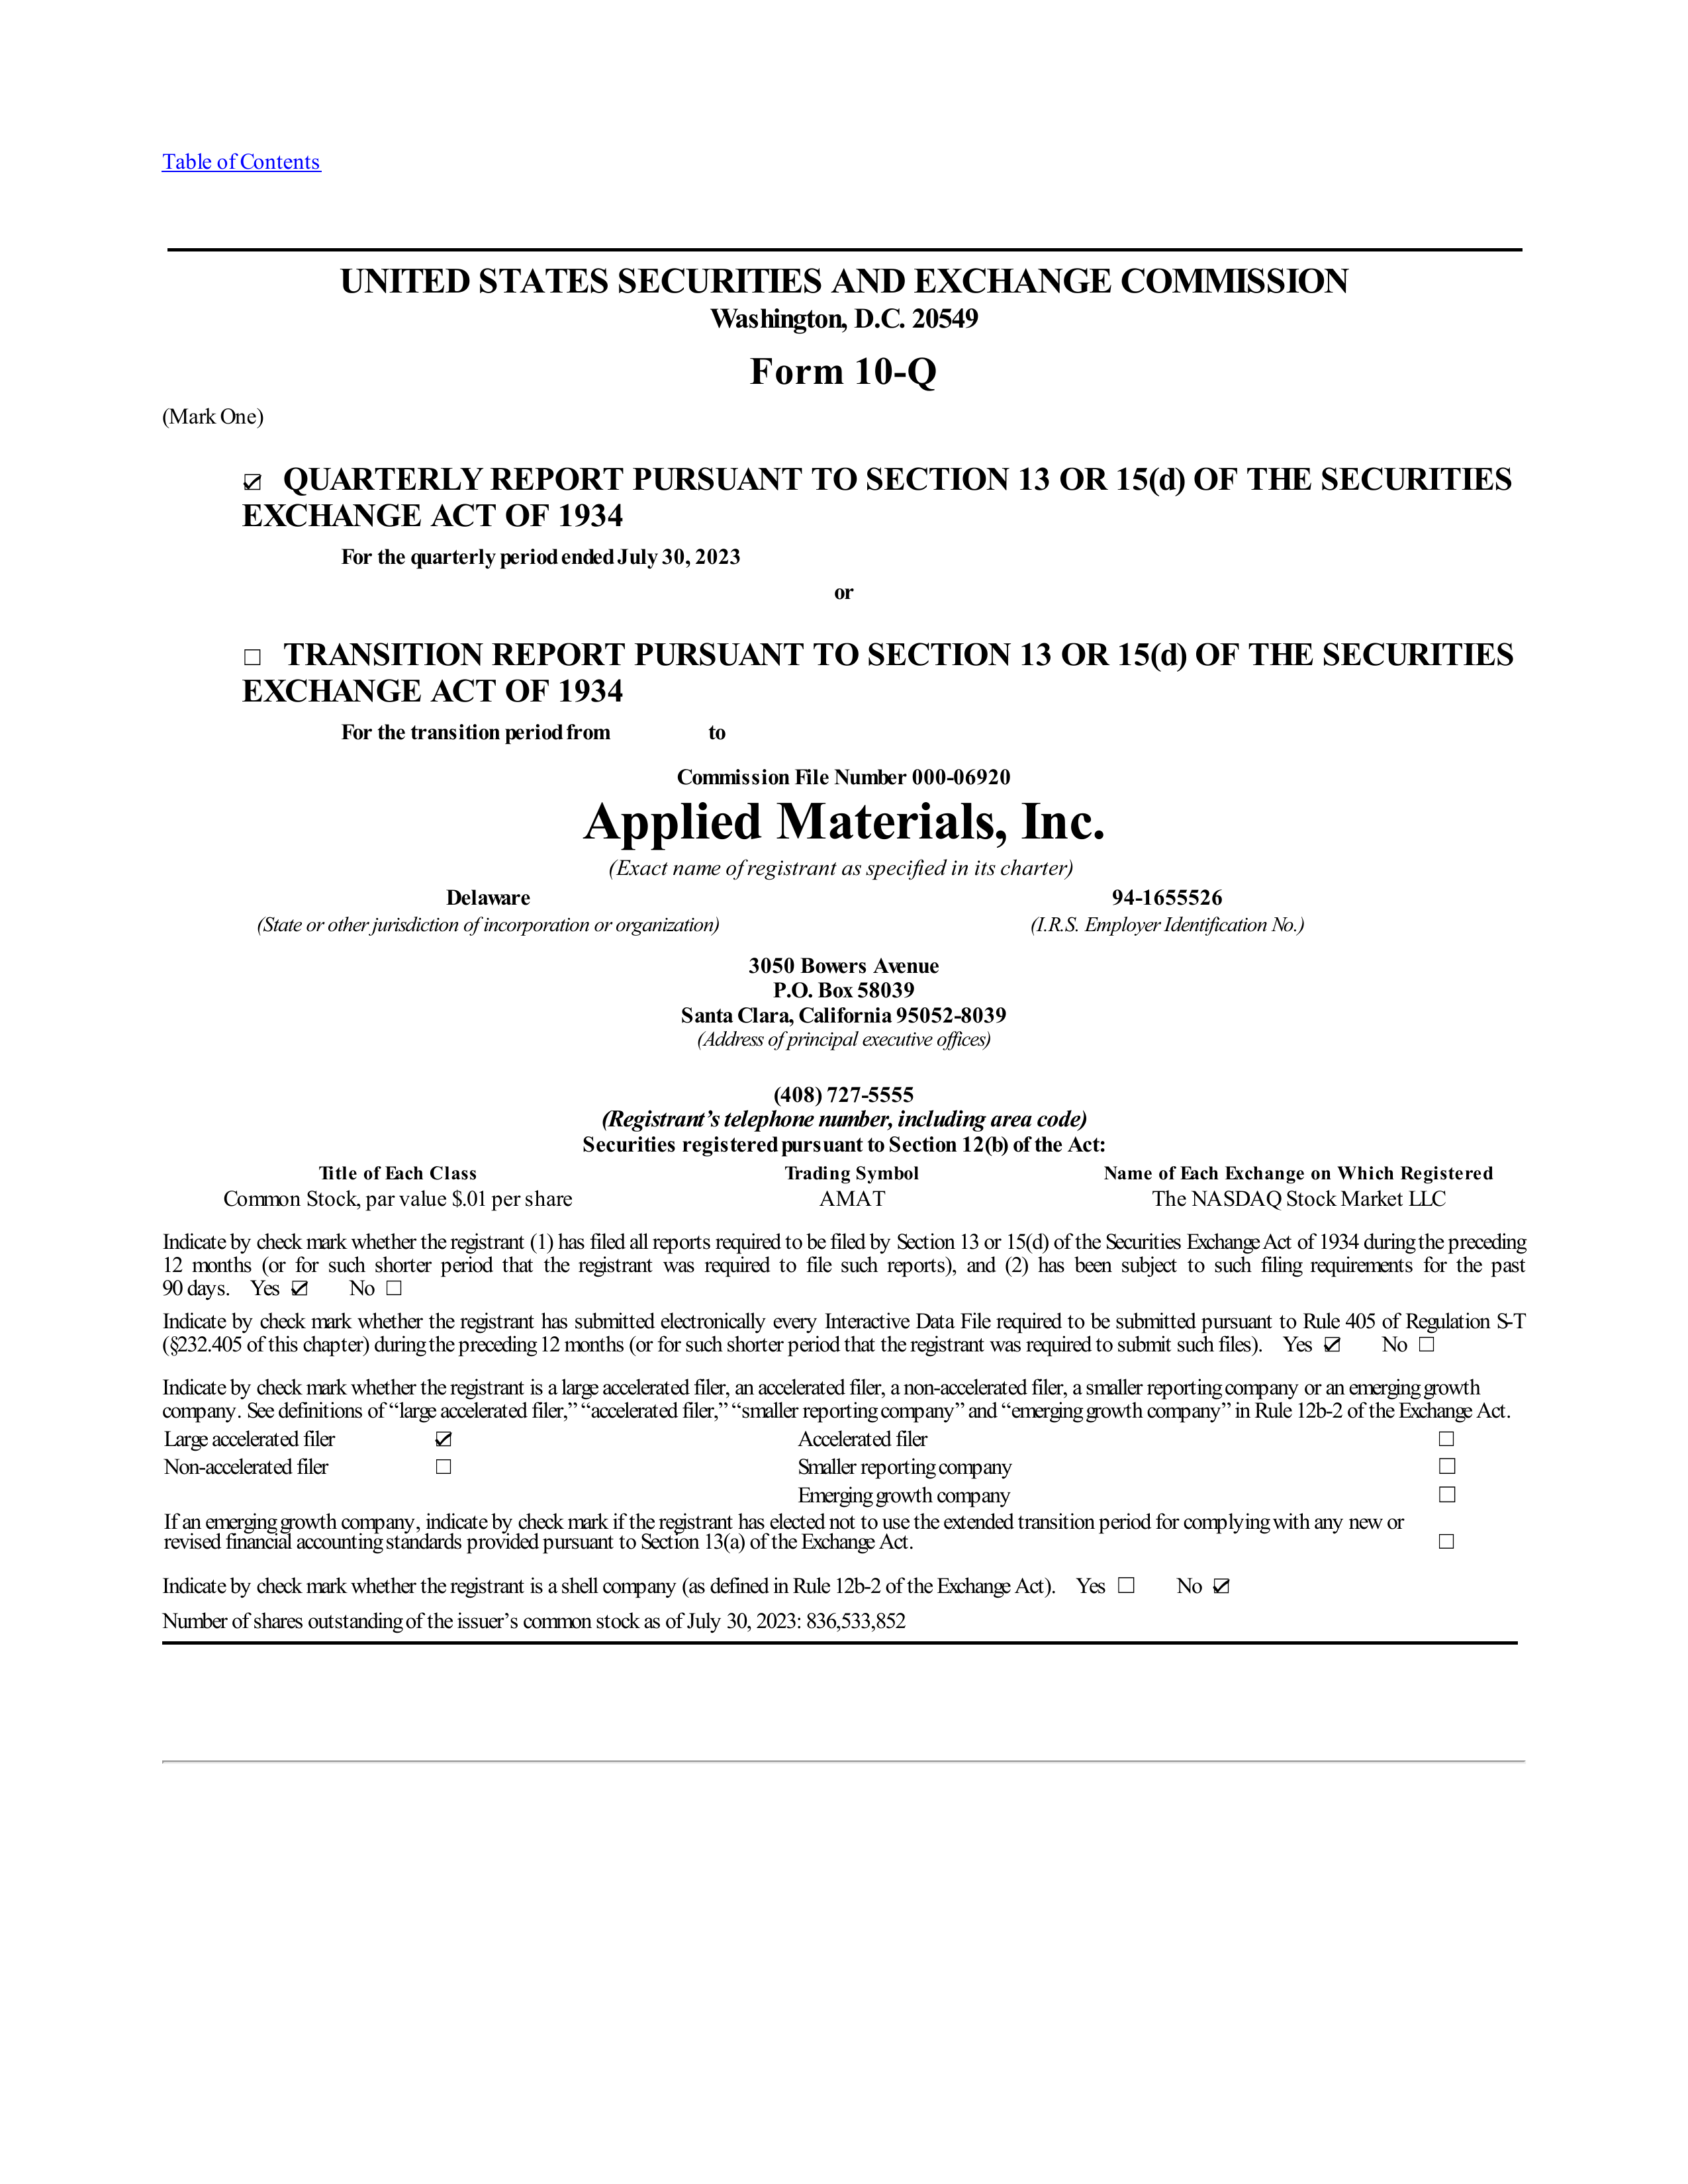 Table of Contents
UNITED STATES SECURITIES AND EXCHANGE COMMISSION
Washington, D.C. 20549
Form 10-Q
(Mark One)
☑ QUARTERLY REPORT PURSUANT TO SECTION 13 OR 15(d) OF THE SECURITIES
EXCHANGE ACT OF 1934
For the quarterly period ended July 30, 2023
or
☐ TRANSITION REPORT PURSUANT TO SECTION 13 OR 15(d) OF THE SECURITIES
EXCHANGE ACT OF 1934
For the transition period from to
Commission File Number 000-06920
Applied Materials, Inc.
(Exact name of registrant as specified in its charter)
Delaware 94-1655526
(State or other jurisdiction of incorporation or organization) (I.R.S. Employer Identification No.)
3050 Bowers Avenue
P.O. Box 58039
Santa Clara, California 95052-8039
(Address of principal executive offices)
(408) 727-5555
(Registrant’s telephone number, including area code)
Securities registered pursuant to Section 12(b) of the Act:
Title of Each Class Trading Symbol Name of Each Exchange on Which Registered
Common Stock, par value $.01 per share AMAT The NASDAQ Stock Market LLC
Indicate by check mark whether the registrant (1) has filed all reports required to be filed by Section 13 or 15(d) of the Securities Exchange Act of 1934 during the preceding
12 months (or for such shorter period that the registrant was required to file such reports), and (2) has been subject to such filing requirements for the past
90 days. Yes ☑ No ☐
Indicate by check mark whether the registrant has submitted electronically every Interactive Data File required to be submitted pursuant to Rule 405 of Regulation S-T
(§232.405 of this chapter) during the preceding 12 months (or for such shorter period that the registrant was required to submit such files). Yes ☑ No ☐
Indicate by check mark whether the registrant is a large accelerated filer, an accelerated filer, a non-accelerated filer, a smaller reporting company or an emerging growth
company. See definitions of “large accelerated filer,” “accelerated filer,” “smaller reporting company” and “emerging growth company” in Rule 12b-2 of the Exchange Act.
Large accelerated filer ☑ Accelerated filer ☐
Non-accelerated filer ☐ Smaller reporting company ☐
Emerging growth company ☐
If an emerging growth company, indicate by check mark if the registrant has elected not to use the extended transition period for complying with any new or
revised financial accounting standards provided pursuant to Section 13(a) of the Exchange Act. ☐
Indicate by check mark whether the registrant is a shell company (as defined in Rule 12b-2 of the Exchange Act). Yes ☐ No ☑
Number of shares outstanding of the issuer’s common stock as of July 30, 2023: 836,533,852